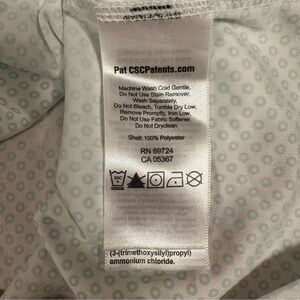 Pat CSCPatents.com
Machine Wash Cold Gentle,
Do Not Use Stain Remover,
Wash Separately,
Do Not Bleach, Tumble Dry Low,
Remove Promptly, Iron Low,
Do Not Use Fabric Softener,
Do Not Dryclean
Shell: 100% Polyester
RN 69724
CA 05367
30C
(3-(trimethoxysilyl)propyl)
ammonium chloride.